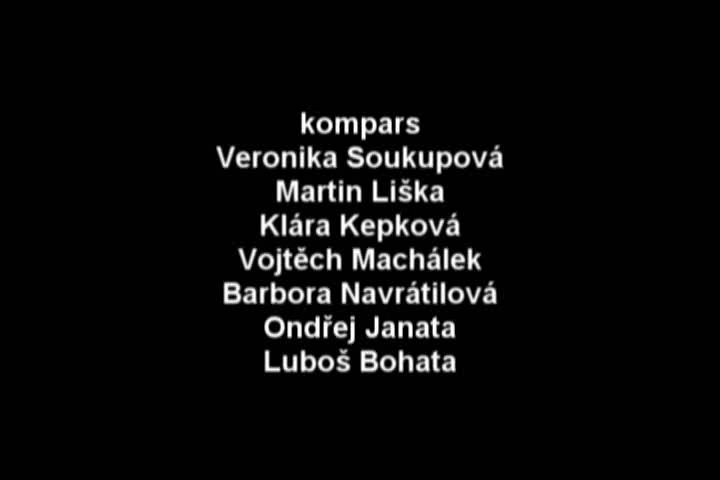 kompars
Veronika Soukupová
Martin Liška
Klára Kepková
Vojtěch Machálek
Barbora Navrátilová
Ondřej Janata
Luboš Bohata